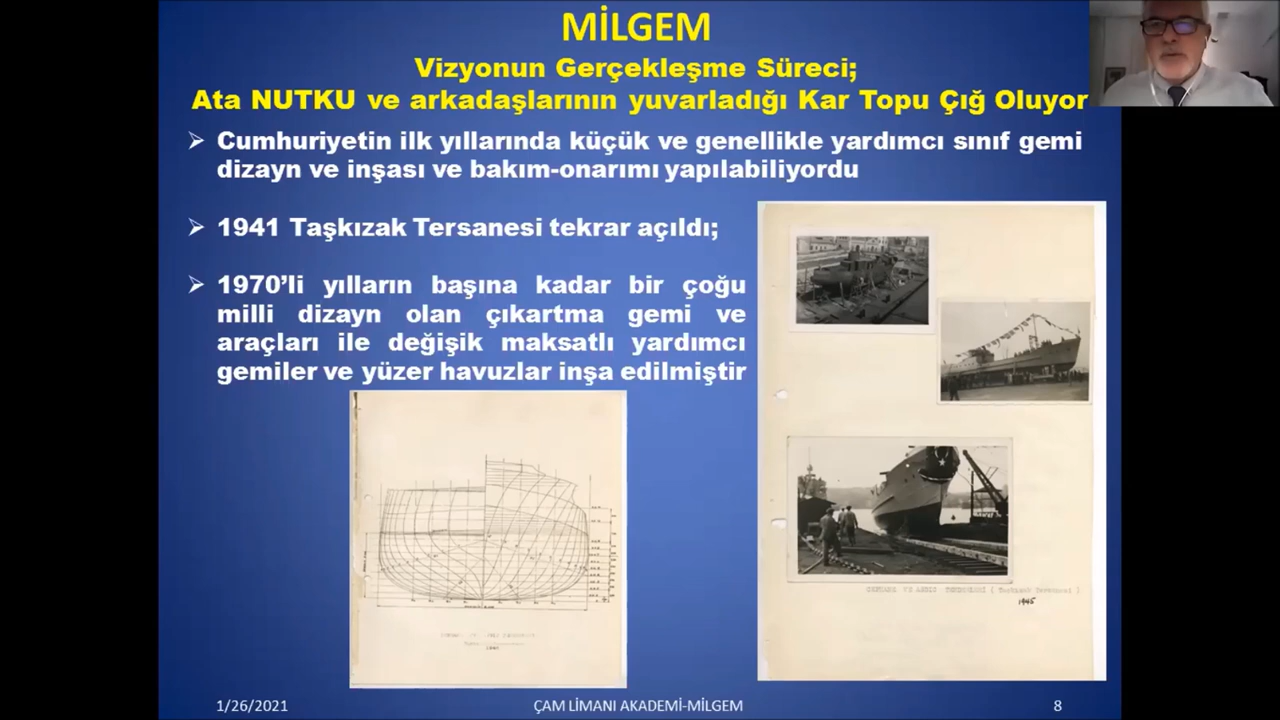 MİLGEM
Vizyonun Gerçekleşme Süreci;
Ata NUTKU ve arkadaşlarının yuvarladığı Kar Topu Çığ Oluyor
Cumhuriyetin ilk yıllarında küçük ve genellikle yardımcı sınıf gemi
dizayn ve inşası ve bakım-onarımı yapılabiliyordu
1941 Taşkızak Tersanesi tekrar açıldı;
1970’li yılların başına kadar bir çoğu
milli dizayn olan çıkartma gemi ve
araçları ile değişik maksatlı yardımcı
gemiler ve yüzer havuzlar inşa edilmiştir
1945
1/26/2021
ÇAM LİMANI AKADEMİ-MİLGEM
8